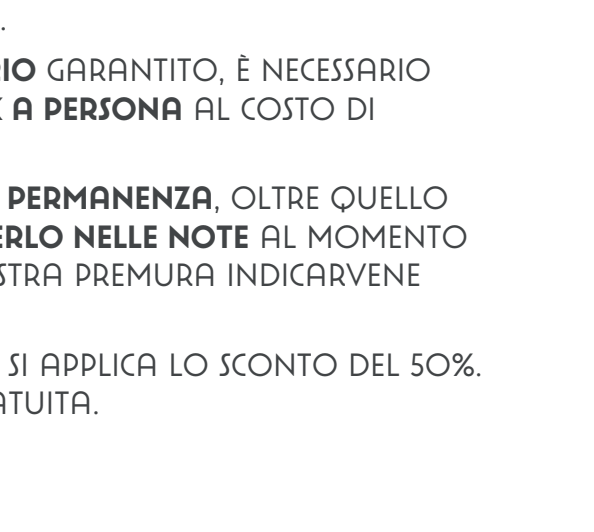 .
RIO GARANTITO, È NECESSARIO
K A PERSONA AL COSTO DI
PERMANENZA, OLTRE QUELLO
ERLO NELLE NOTE AL MOMENTO
STRA PREMURA INDICARVENE
SI APPLICA LO SCONTO DEL 50%.
ATUITA.